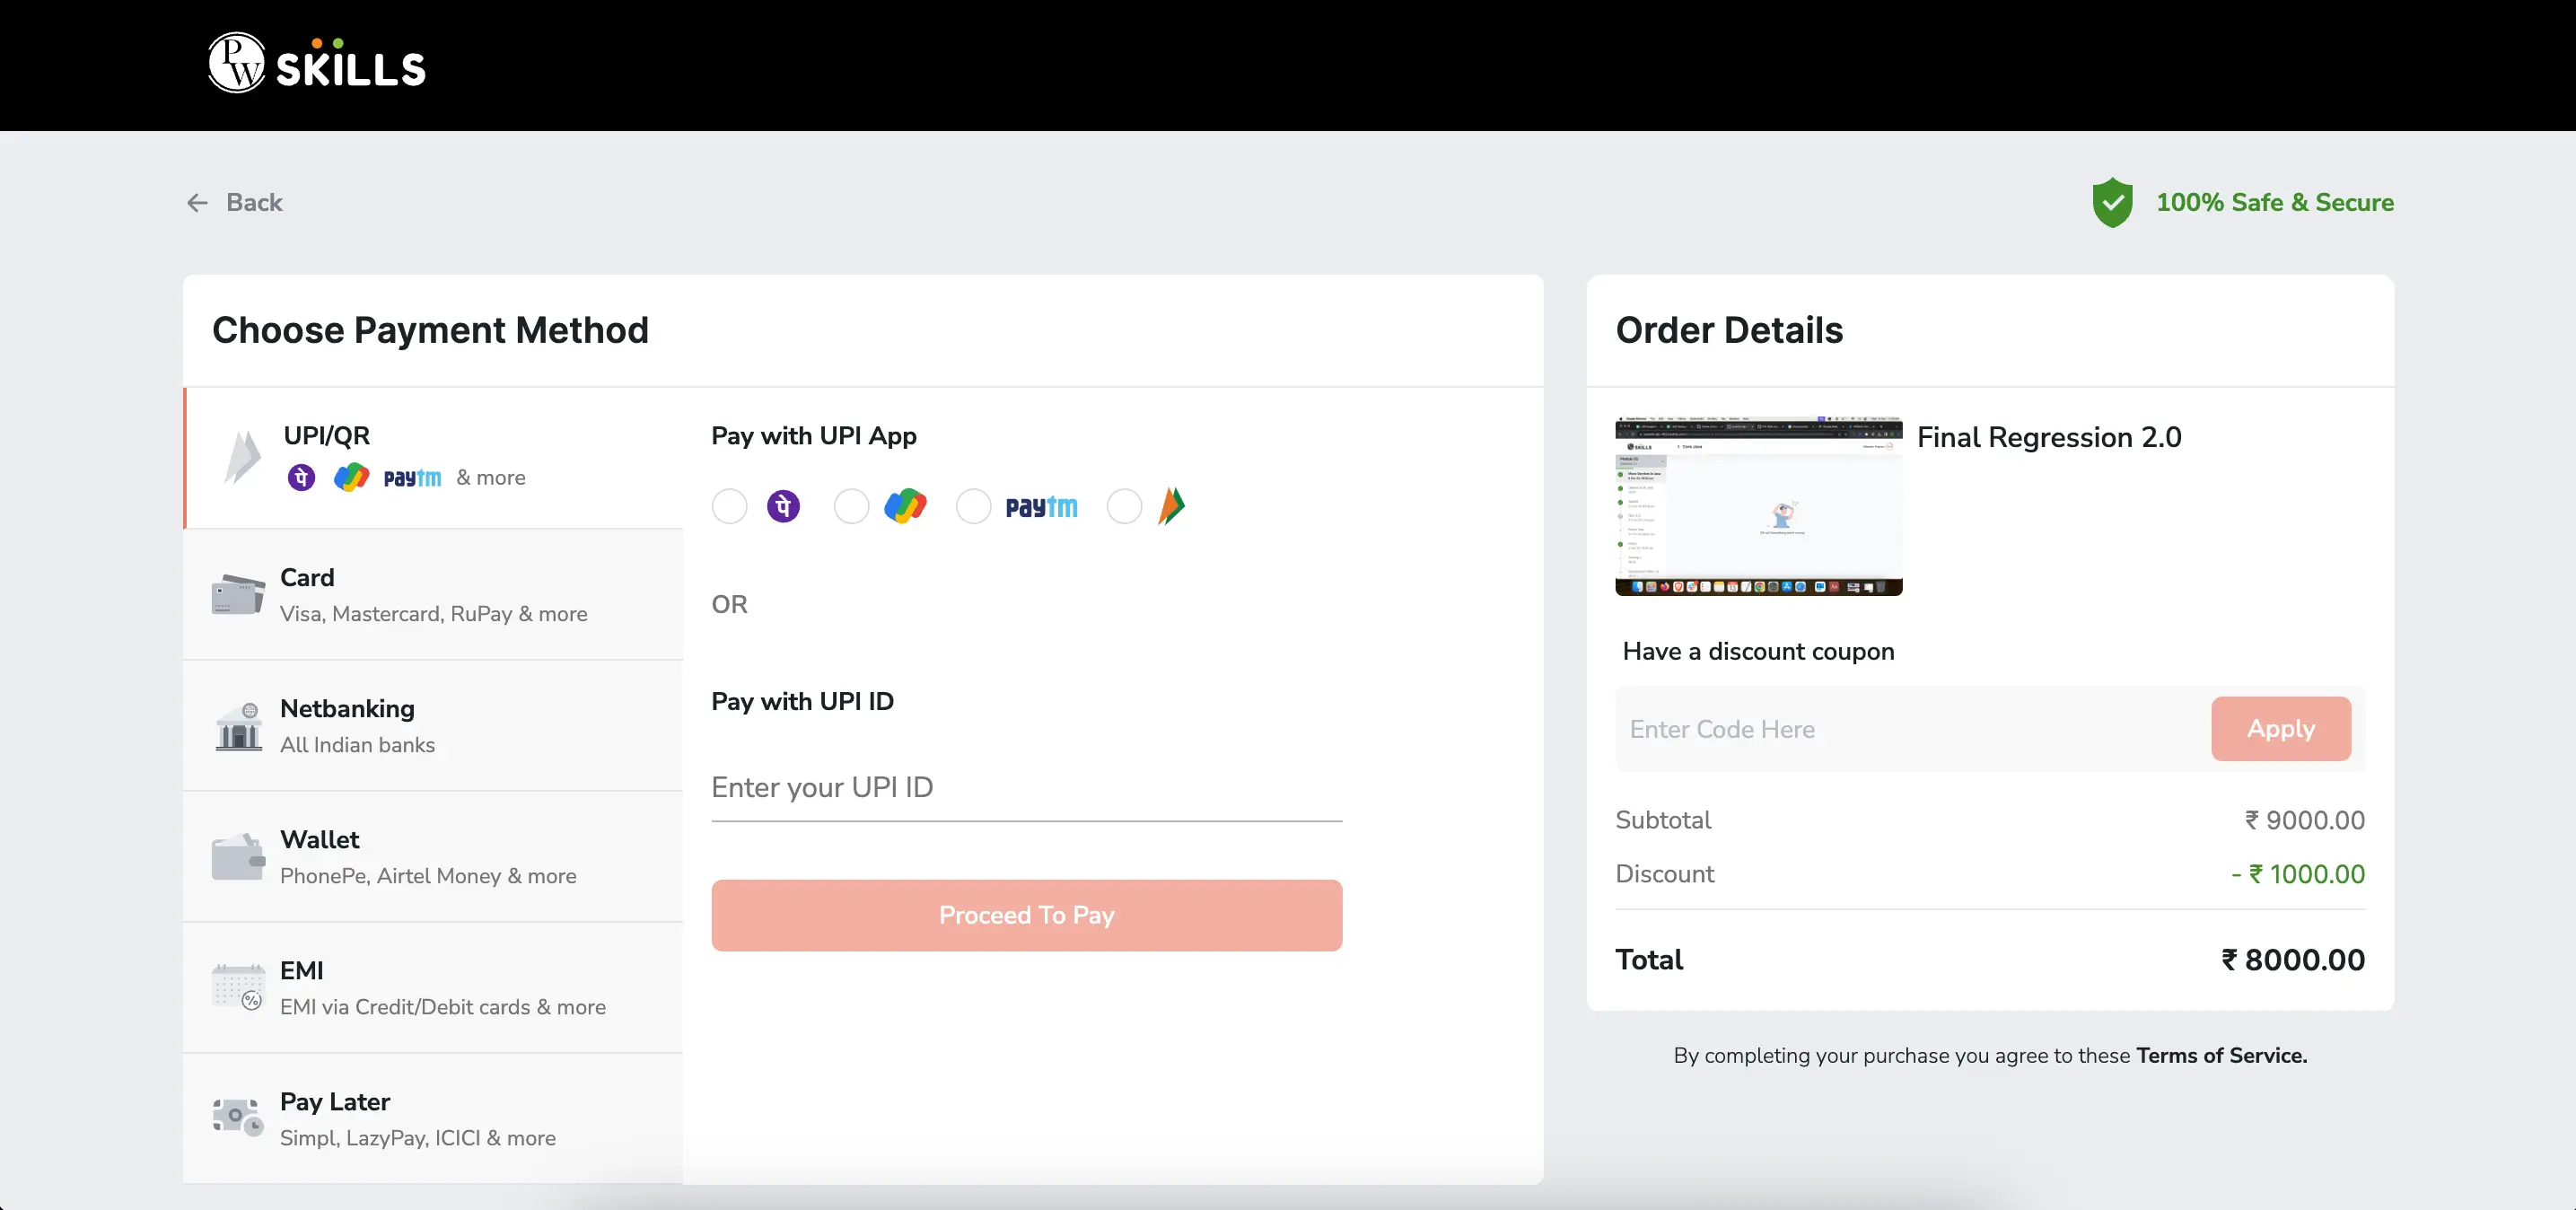 PW SKILLS
Back
100% Safe & Secure
Choose Payment Method
UPI/QR
पे paytm & more
Card
Visa, Mastercard, RuPay & more
Netbanking
All Indian banks
Wallet
PhonePe, Airtel Money & more
EMI
EMI via Credit/Debit cards & more
Pay Later
Simpl, LazyPay, ICICI & more
Pay with UPI App
पे paytm
OR
Pay with UPI ID
Enter your UPI ID
Proceed To Pay
Order Details
Final Regression 2.0
Have a discount coupon
Enter Code Here
Apply
Subtotal ₹ 9000.00
Discount - ₹ 1000.00
Total ₹ 8000.00
By completing your purchase you agree to these Terms of Service.